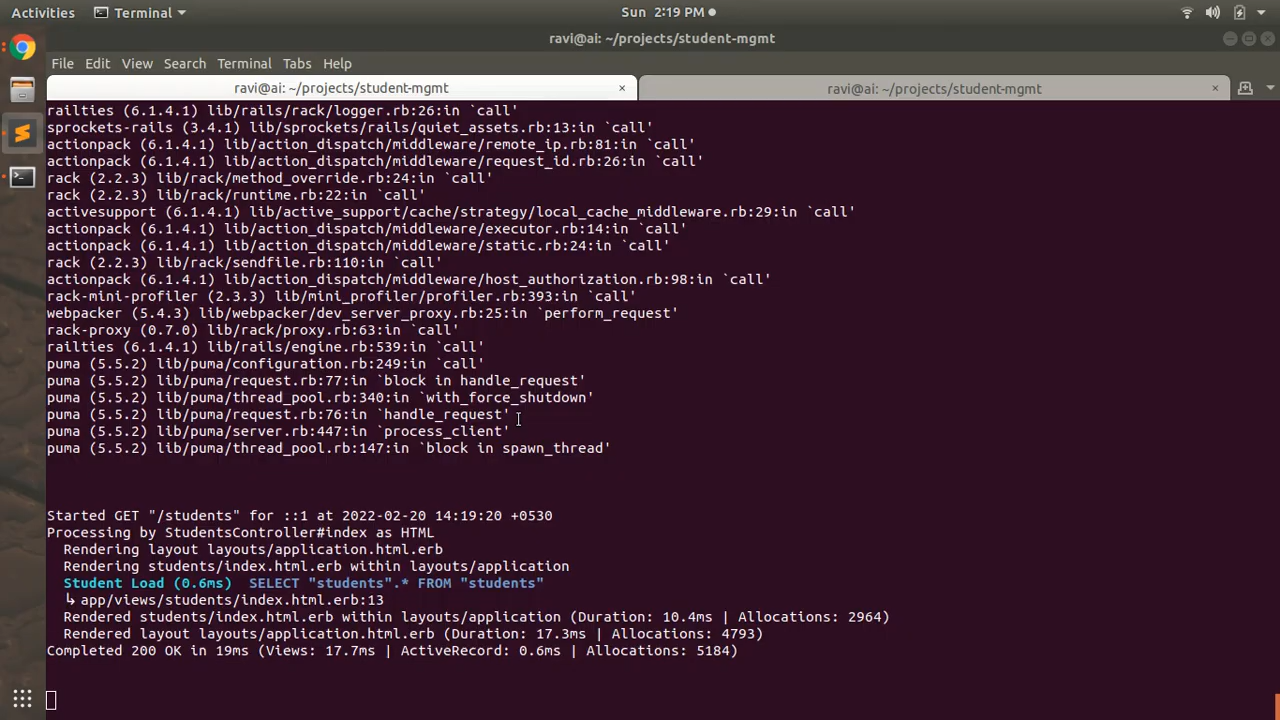 Activities Terminal Sun 2:19 PM
ravi@ai: ~/projects/student-mgmt
File Edit View Search Terminal Tabs Help
ravi@ai: ~/projects/student-mgmt × ravi@ai: ~/projects/student-mgmt ×
railties (6.1.4.1) lib/rails/rack/logger.rb:26:in `call'
sprockets-rails (3.4.1) lib/sprockets/rails/quiet_assets.rb:13:in `call'
actionpack (6.1.4.1) lib/action_dispatch/middleware/remote_ip.rb:81:in `call'
actionpack (6.1.4.1) lib/action_dispatch/middleware/request_id.rb:26:in `call'
rack (2.2.3) lib/rack/method_override.rb:24:in `call'
rack (2.2.3) lib/rack/runtime.rb:22:in `call'
activesupport (6.1.4.1) lib/active_support/cache/strategy/local_cache_middleware.rb:29:in `call'
actionpack (6.1.4.1) lib/action_dispatch/middleware/executor.rb:14:in `call'
actionpack (6.1.4.1) lib/action_dispatch/middleware/static.rb:24:in `call'
rack (2.2.3) lib/rack/sendfile.rb:110:in `call'
actionpack (6.1.4.1) lib/action_dispatch/middleware/host_authorization.rb:98:in `call'
rack-mini-profiler (2.3.3) lib/mini_profiler/profiler.rb:393:in `call'
webpacker (5.4.3) lib/webpacker/dev_server_proxy.rb:25:in `perform_request'
rack-proxy (0.7.0) lib/rack/proxy.rb:63:in `call'
railties (6.1.4.1) lib/rails/engine.rb:539:in `call'
puma (5.5.2) lib/puma/configuration.rb:249:in `call'
puma (5.5.2) lib/puma/request.rb:77:in `block in handle_request'
puma (5.5.2) lib/puma/thread_pool.rb:340:in `with_force_shutdown'
puma (5.5.2) lib/puma/request.rb:76:in `handle_request'
puma (5.5.2) lib/puma/server.rb:447:in `process_client'
puma (5.5.2) lib/puma/thread_pool.rb:147:in `block in spawn_thread'
Started GET "/students" for ::1 at 2022-02-20 14:19:20 +0530
Processing by StudentsController#index as HTML
Rendering layout layouts/application.html.erb
Rendering students/index.html.erb within layouts/application
Student Load (0.6ms) SELECT "students".* FROM "students"
↳ app/views/students/index.html.erb:13
Rendered students/index.html.erb within layouts/application (Duration: 10.4ms | Allocations: 2964)
Rendered layout layouts/application.html.erb (Duration: 17.3ms | Allocations: 4793)
Completed 200 OK in 19ms (Views: 17.7ms | ActiveRecord: 0.6ms | Allocations: 5184)